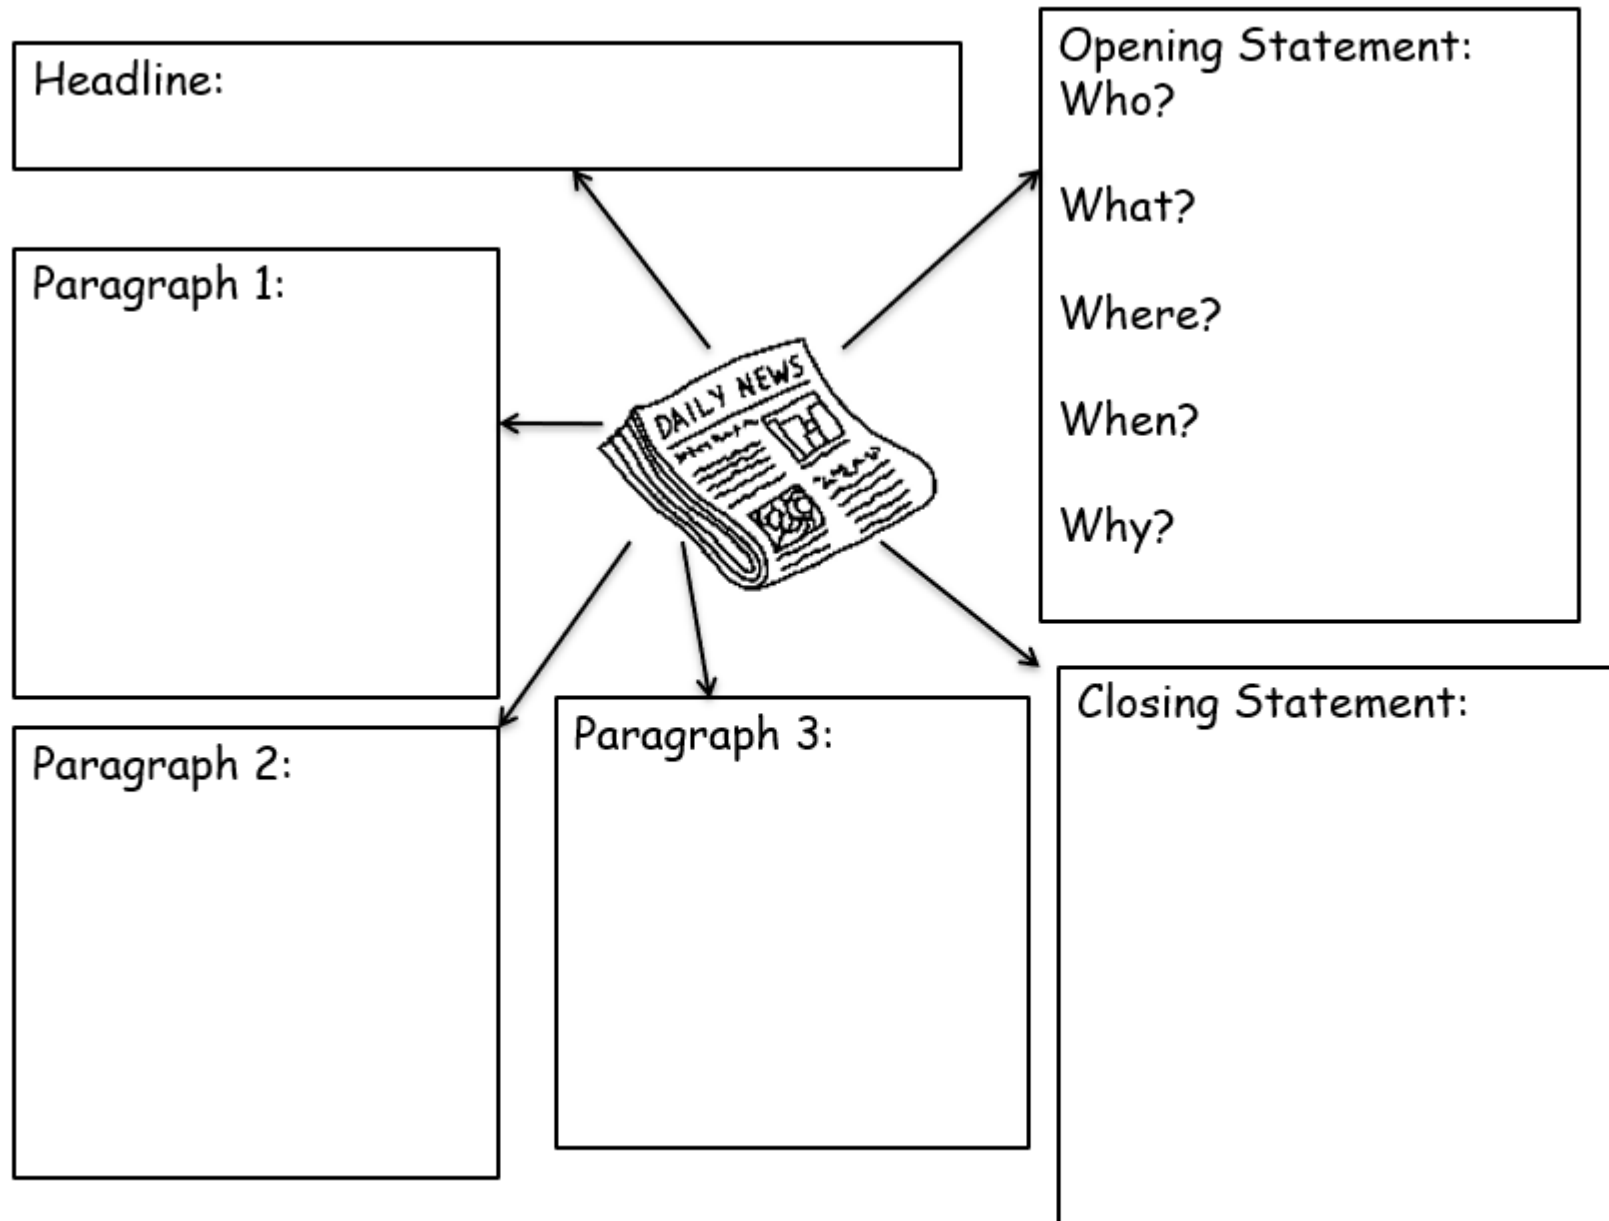 Headline:
Opening Statement:
Who?
What?
Where?
When?
Why?
Paragraph 1:
DAILY NEWS
Paragraph 2:
Paragraph 3:
Closing Statement: